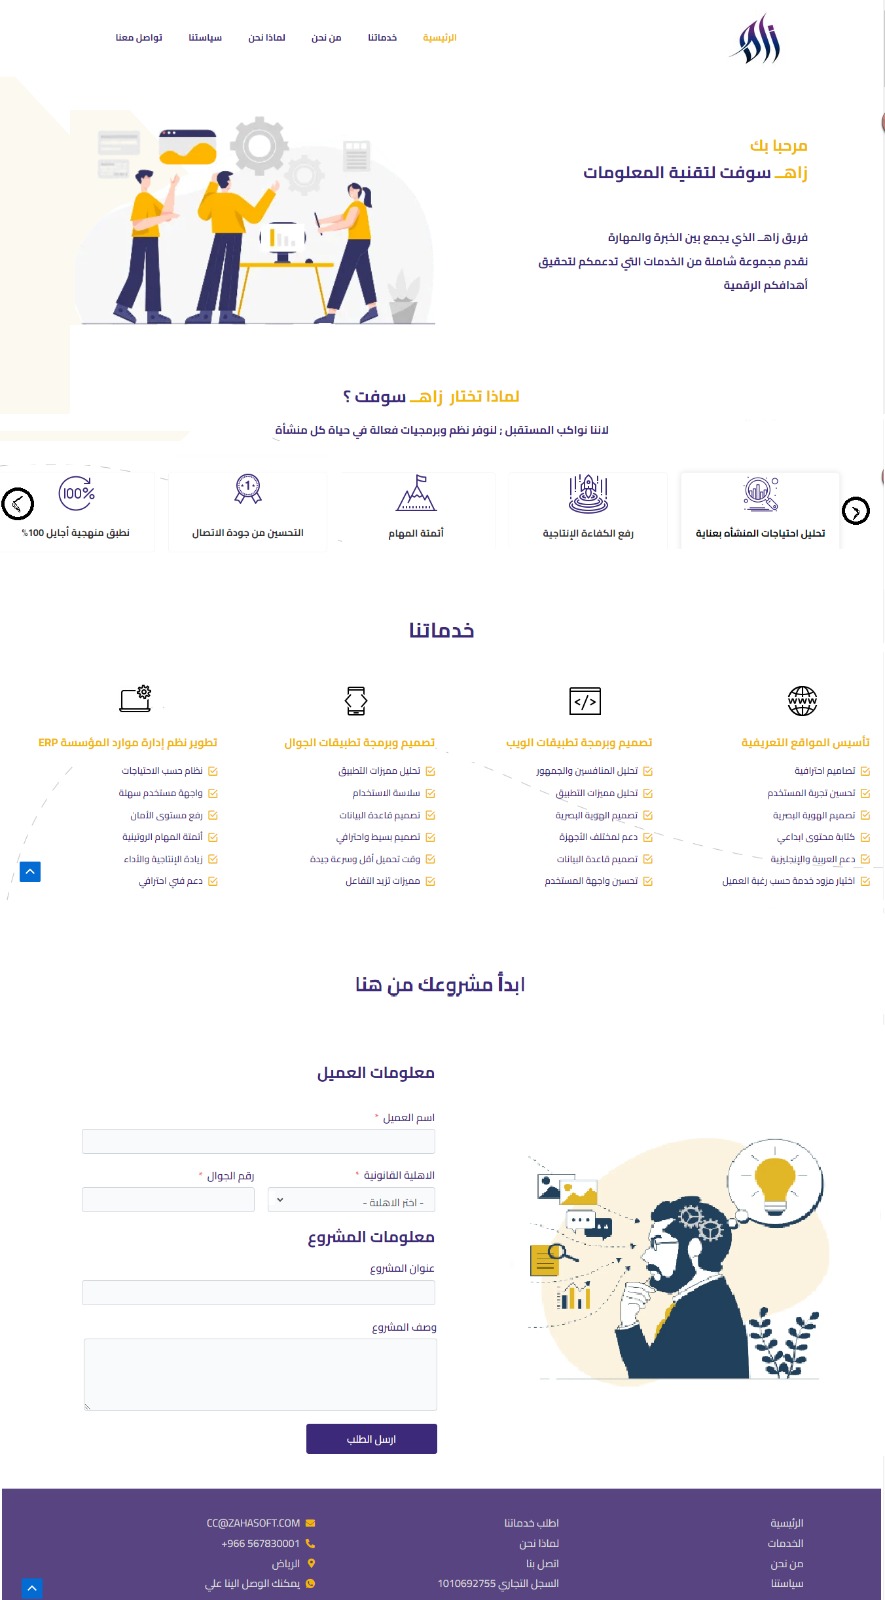 زاهـ
الرئيسية
خدماتنا
من نحن
لماذا نحن
سياستنا
تواصل معنا
مرحبا بك
زاهـ سوفت لتقنية المعلومات
فريق زاهـ الذي يجمع بين الخبرة والمهارة
نقدم مجموعة شاملة من الخدمات التي تدعمكم لتحقيق
أهدافكم الرقمية
لماذا تختار زاهـ سوفت ؟
لاننا نواكب المستقبل ; لنوفر نظم وبرمجيات فعالة في حياة كل منشأة
تحليل احتياجات المنشأه بعناية
رفع الكفاءة الإنتاجية
أتمتة المهام
1
التحسين من جودة الاتصال
100%
نطبق منهجية أجايل 100%
خدماتنا
WWW
تأسيس المواقع التعريفية
تصاميم احترافية
تحسين تجربة المستخدم
تصميم الهوية البصرية
كتابة محتوى ابداعي
دعم العربية والإنجليزية
اختيار مزود خدمة حسب رغبة العميل
</>
تصميم وبرمجة تطبيقات الويب
تحليل المنافسين والجمهور
تحليل مميزات التطبيق
تصميم الهوية البصرية
دعم لمختلف الأجهزة
تصميم قاعدة البيانات
تحسين واجهة المستخدم
تصميم وبرمجة تطبيقات الجوال
تحليل مميزات التطبيق
سلاسة الاستخدام
تصميم قاعدة البيانات
تصميم بسيط واحترافي
وقت تحميل أقل وسرعة جيدة
مميزات تزيد التفاعل
تطوير نظم إدارة موارد المؤسسة ERP
نظام حسب الاحتياجات
واجهة مستخدم سهلة
رفع مستوى الأمان
أتمتة المهام الروتينية
زيادة الإنتاجية والأداء
دعم فني احترافي
ابدأ مشروعك من هنا
معلومات العميل
اسم العميل *
الاهلية القانونية *
رقم الجوال *
- اختر الاهلية -
معلومات المشروع
عنوان المشروع
وصف المشروع
ارسل الطلب
الرئيسية
الخدمات
من نحن
سياستنا
اطلب خدماتنا
لماذا نحن
اتصل بنا
السجل التجاري 1010692755
CC@ZAHASOFT.COM
+966 567830001
الرياض
يمكنك الوصل الينا علي